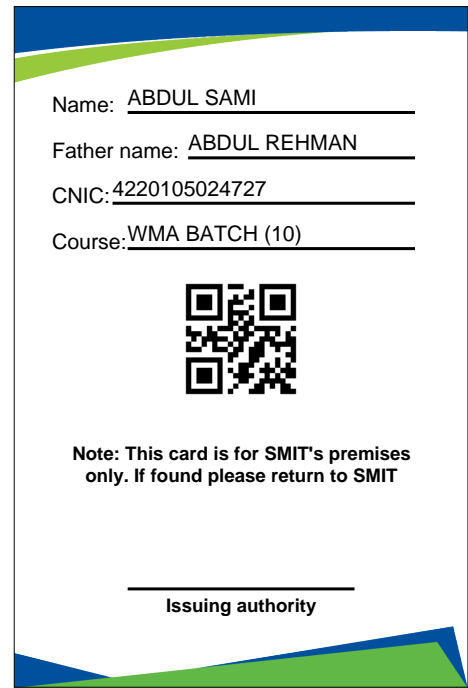 Name: ABDUL SAMI
Father name: ABDUL REHMAN
CNIC: 4220105024727
Course: WMA BATCH (10)
Note: This card is for SMIT's premises
only. If found please return to SMIT
Issuing authority